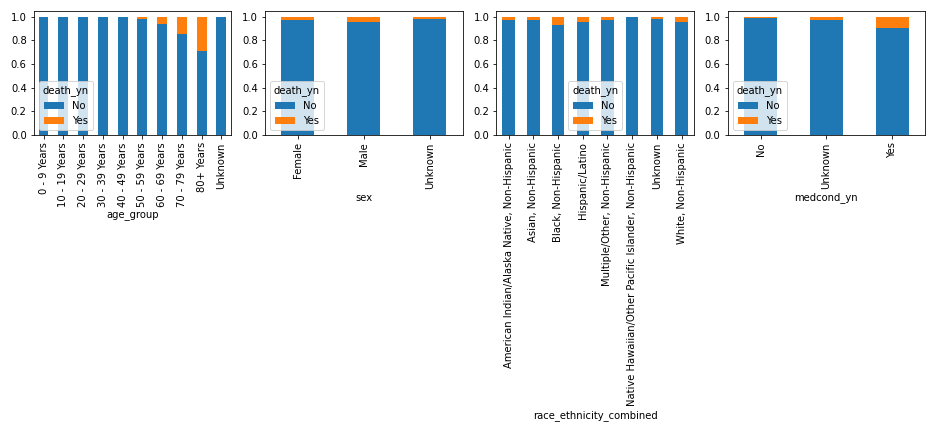 1.0
0.8
0.6
0.4
0.2
0.0
death_yn
No
Yes
0 - 9 Years
10 - 19 Years
20 - 29 Years
30 - 39 Years
40 - 49 Years
50 - 59 Years
60 - 69 Years
70 - 79 Years
80+ Years
Unknown
age_group
1.0
0.8
0.6
0.4
0.2
0.0
death_yn
No
Yes
Female
Male
Unknown
sex
1.0
0.8
0.6
0.4
0.2
0.0
death_yn
No
Yes
American Indian/Alaska Native, Non-Hispanic
Asian, Non-Hispanic
Black, Non-Hispanic
Hispanic/Latino
Multiple/Other, Non-Hispanic
Native Hawaiian/Other Pacific Islander, Non-Hispanic
Unknown
White, Non-Hispanic
race_ethnicity_combined
1.0
0.8
0.6
0.4
0.2
0.0
death_yn
No
Yes
No
Unknown
Yes
medcond_yn